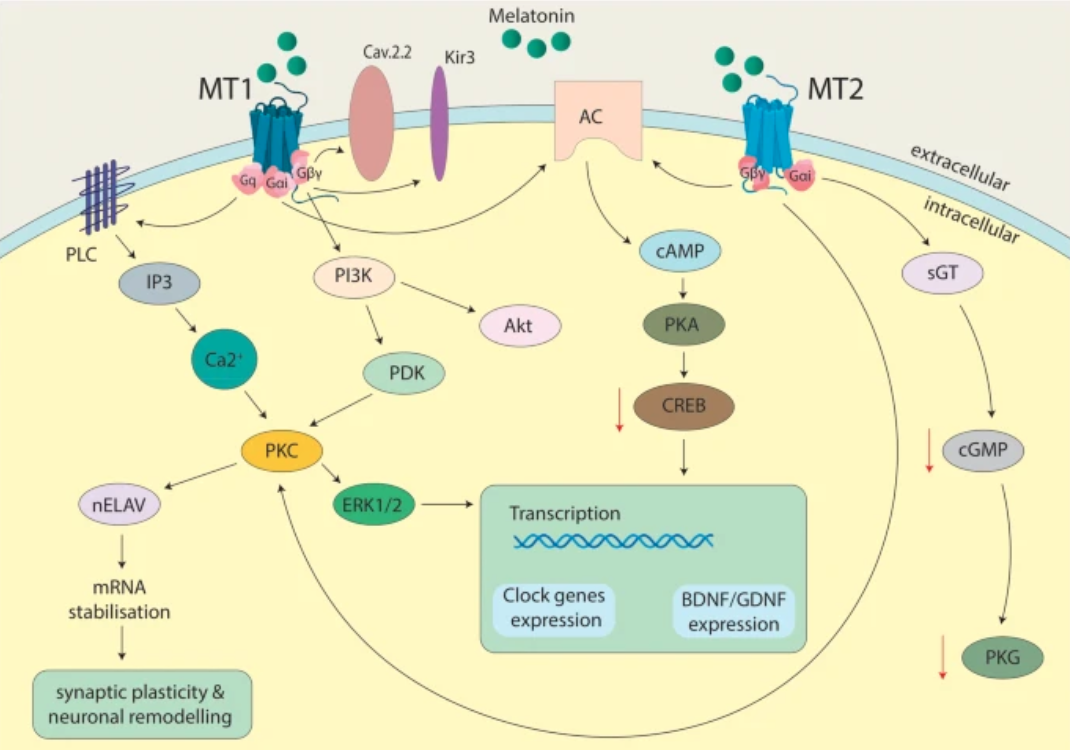 Melatonin
Cav.2.2
Kir3
MT1
MT2
AC
Gq
Gαi
Gβγ
Gβγ
Gαi
extracellular
intracellular
PLC
IP3
PI3K
cAMP
sGT
Akt
PKA
Ca2+
PDK
CREB
PKC
cGMP
nELAV
ERK1/2
Transcription
mRNA
stabilisation
Clock genes
expression
BDNF/GDNF
expression
PKG
synaptic plasticity &
neuronal remodelling